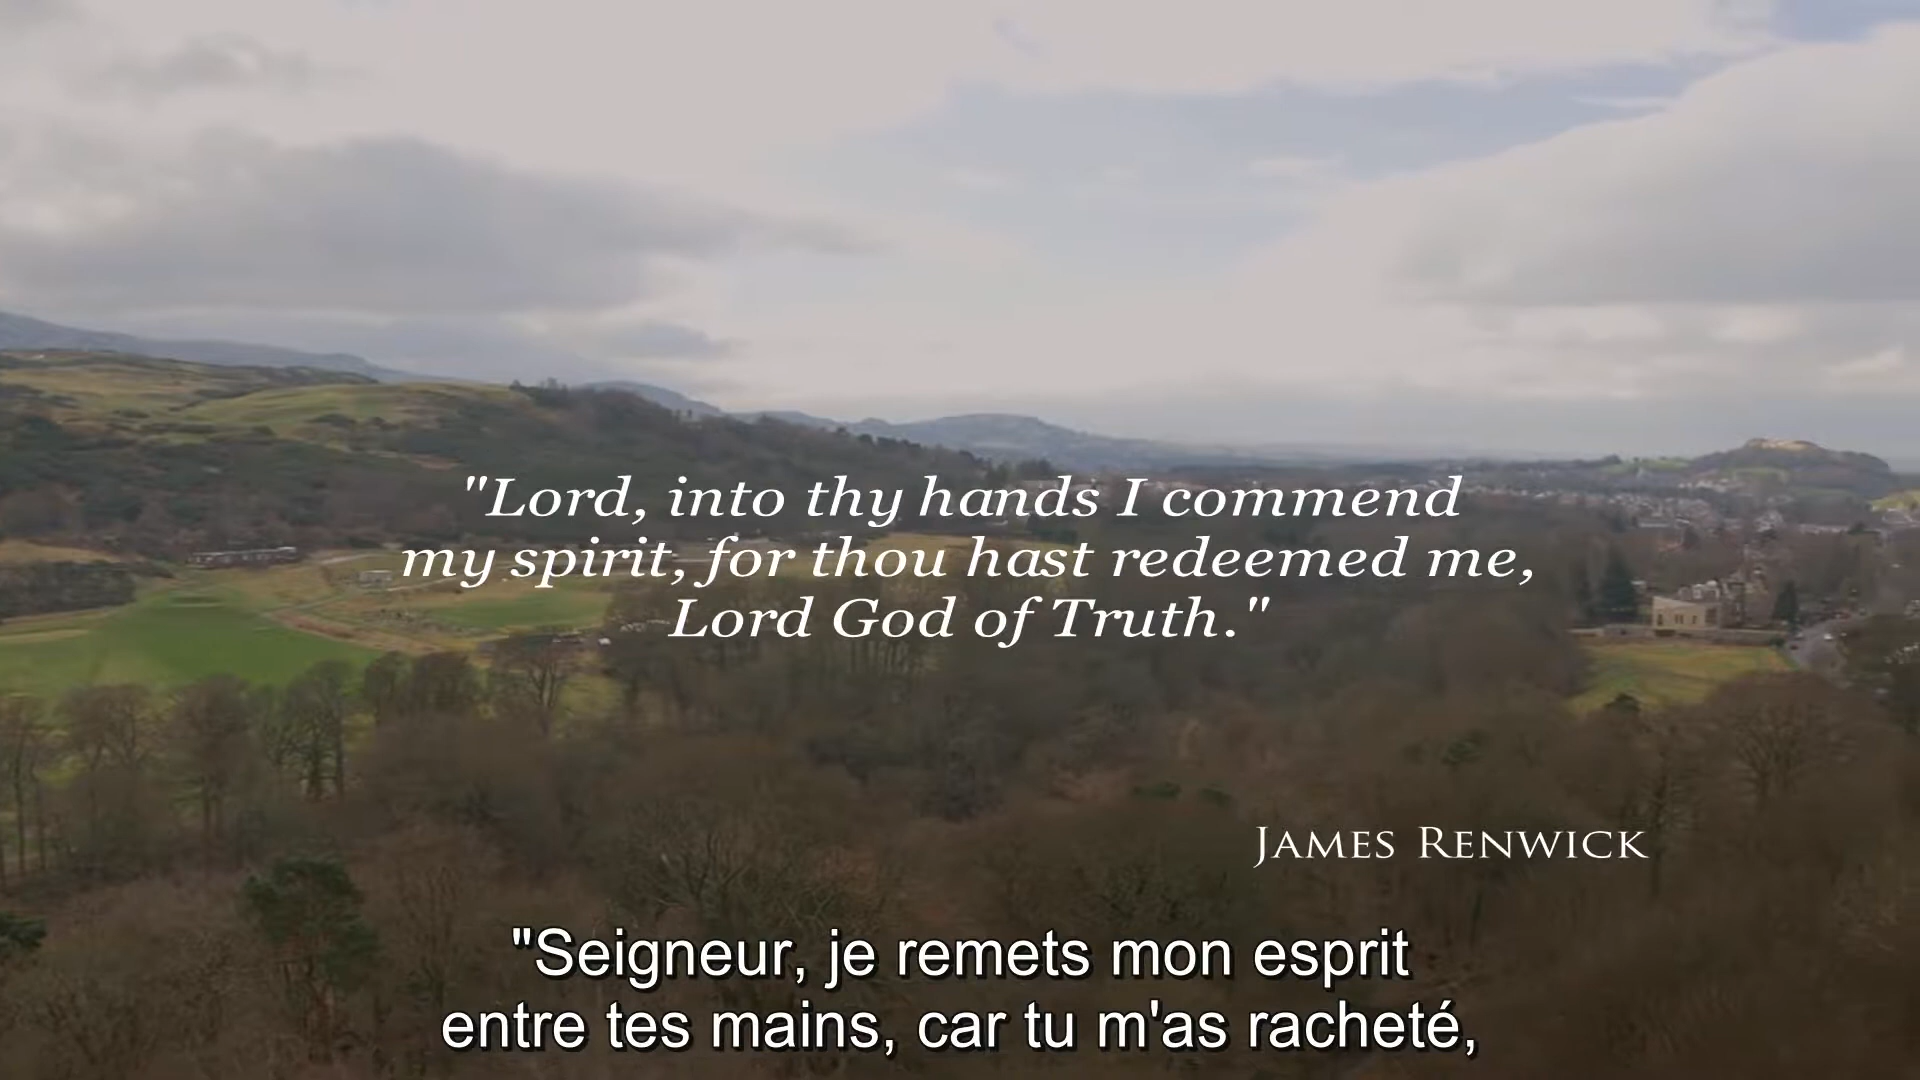 "Lord, into thy hands I commend
my spirit, for thou hast redeemed me,
Lord God of Truth."
James Renwick
"Seigneur, je remets mon esprit
entre tes mains, car tu m'as racheté,